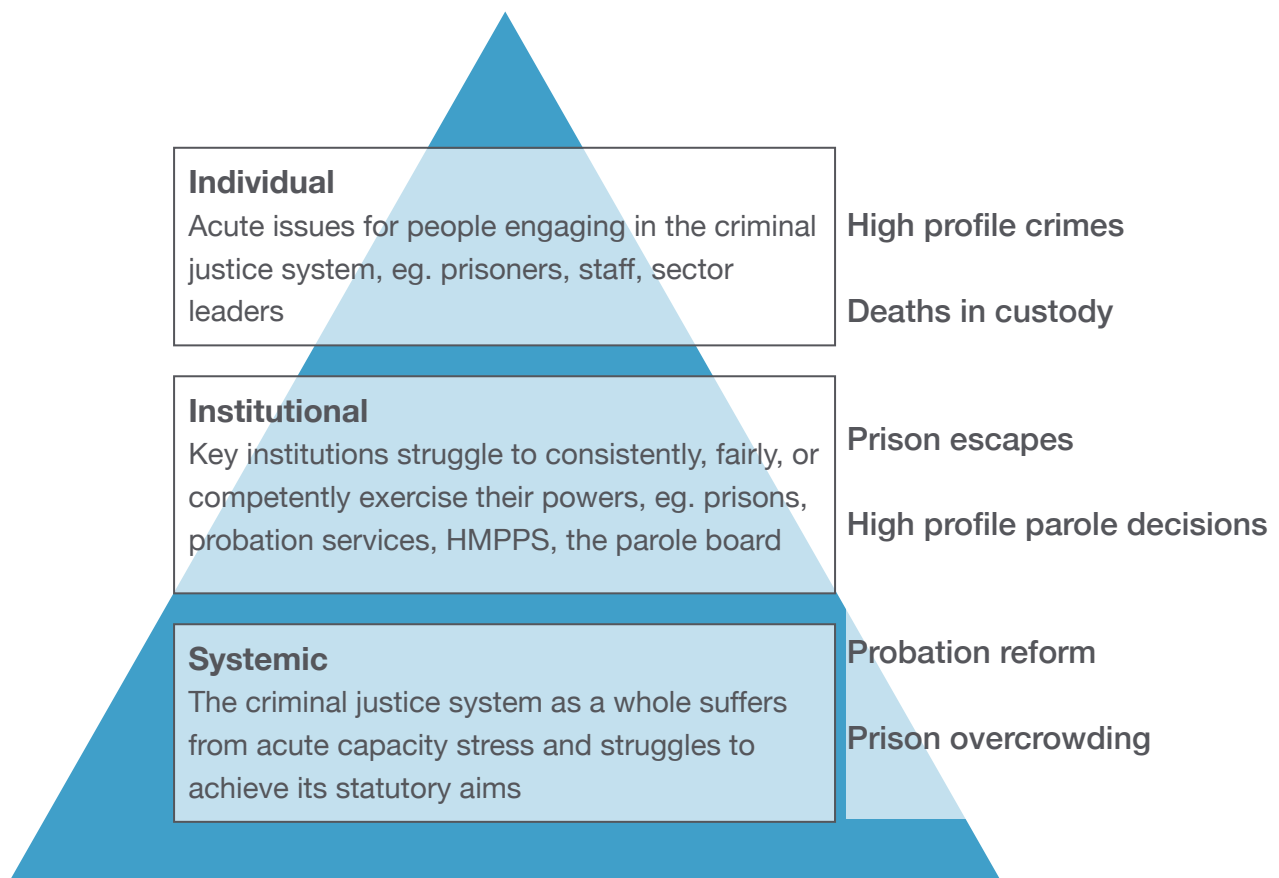 Individual
Acute issues for people engaging in the criminal
justice system, eg. prisoners, staff, sector
leaders
High profile crimes
Deaths in custody
Institutional
Key institutions struggle to consistently, fairly, or
competently exercise their powers, eg. prisons,
probation services, HMPPS, the parole board
Prison escapes
High profile parole decisions
Systemic
The criminal justice system as a whole suffers
from acute capacity stress and struggles to
achieve its statutory aims
Probation reform
Prison overcrowding